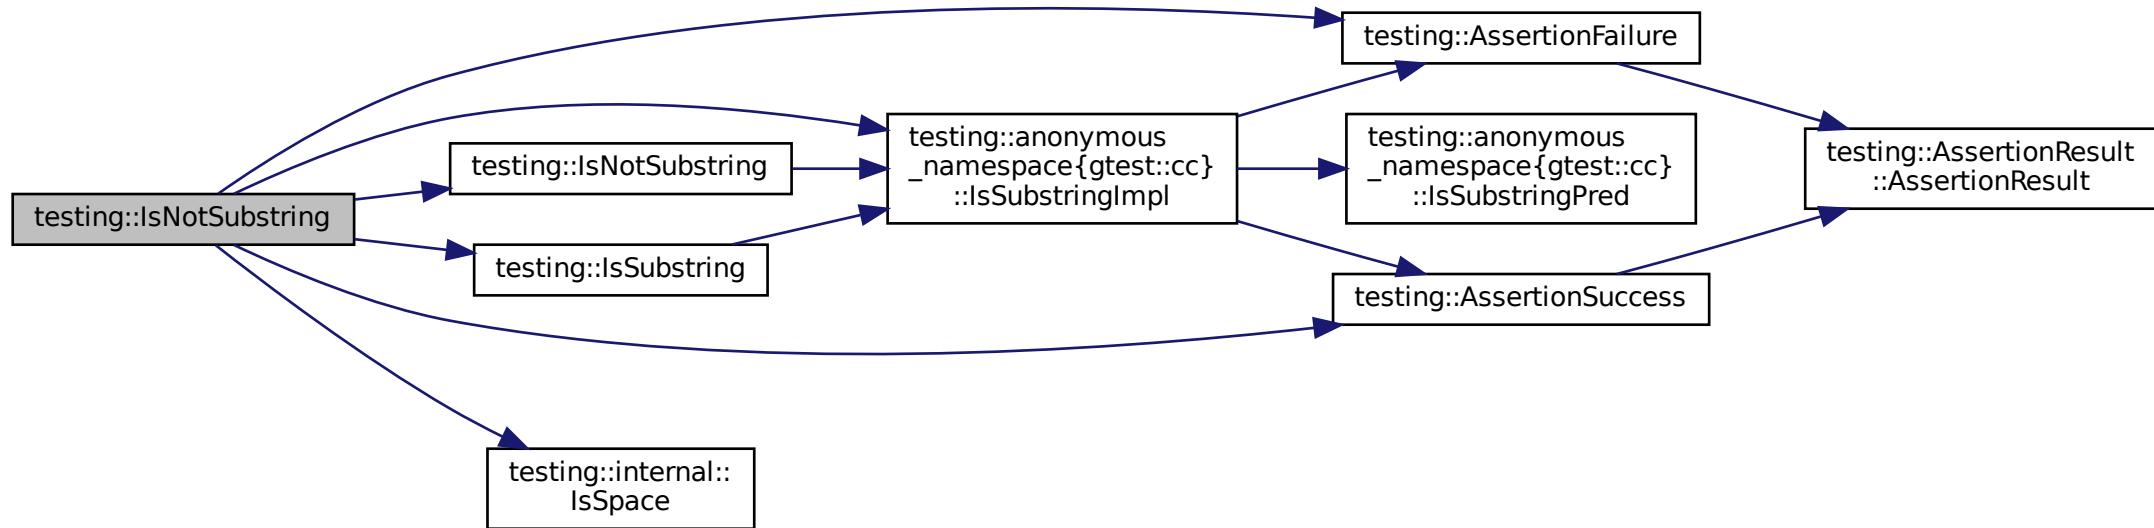 testing::IsNotSubstring
testing::IsNotSubstring
testing::IsSubstring
testing::internal::
IsSpace
testing::anonymous
_namespace{gtest::cc}
::IsSubstringImpl
testing::AssertionFailure
testing::anonymous
_namespace{gtest::cc}
::IsSubstringPred
testing::AssertionSuccess
testing::AssertionResult
::AssertionResult